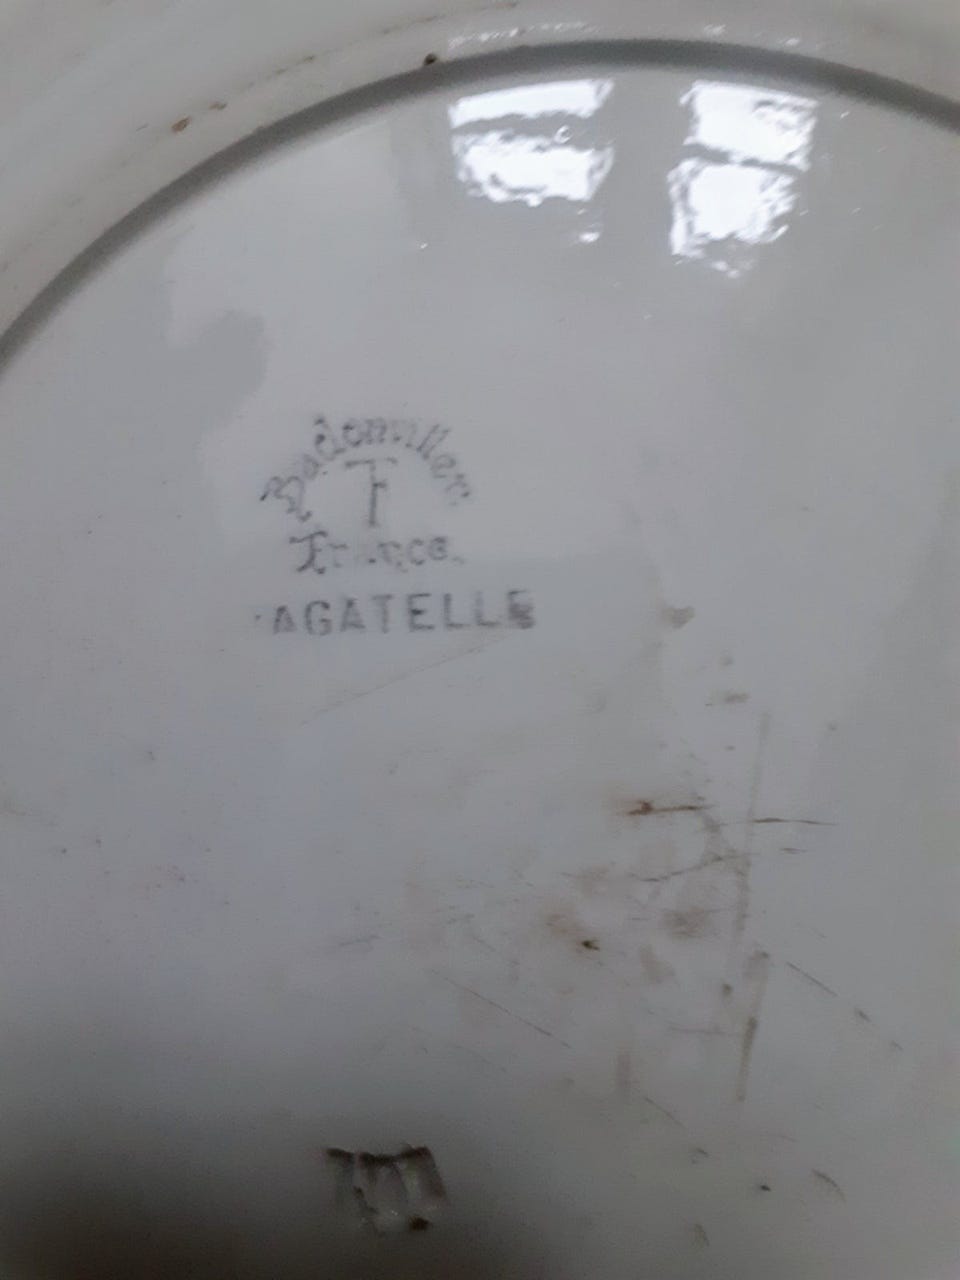 Badonviller
F
France
AGATELLE
m